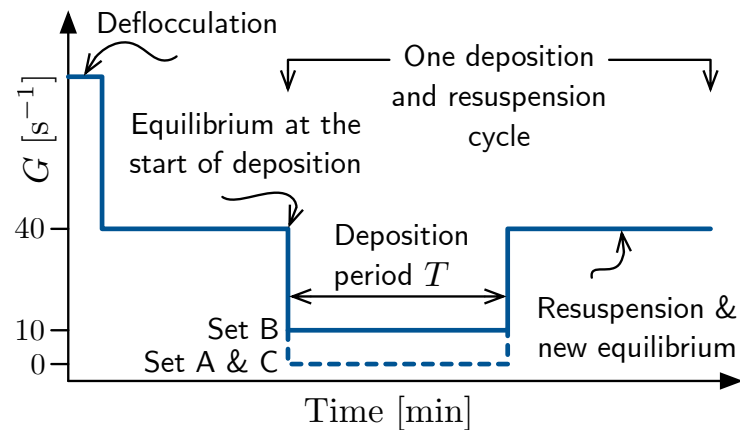 Deflocculation
One deposition
and resuspension
cycle
Equilibrium at the
start of deposition
G [s⁻¹]
40
Deposition
period T
10
Set B
Resuspension &
new equilibrium
0
Set A & C
Time [min]